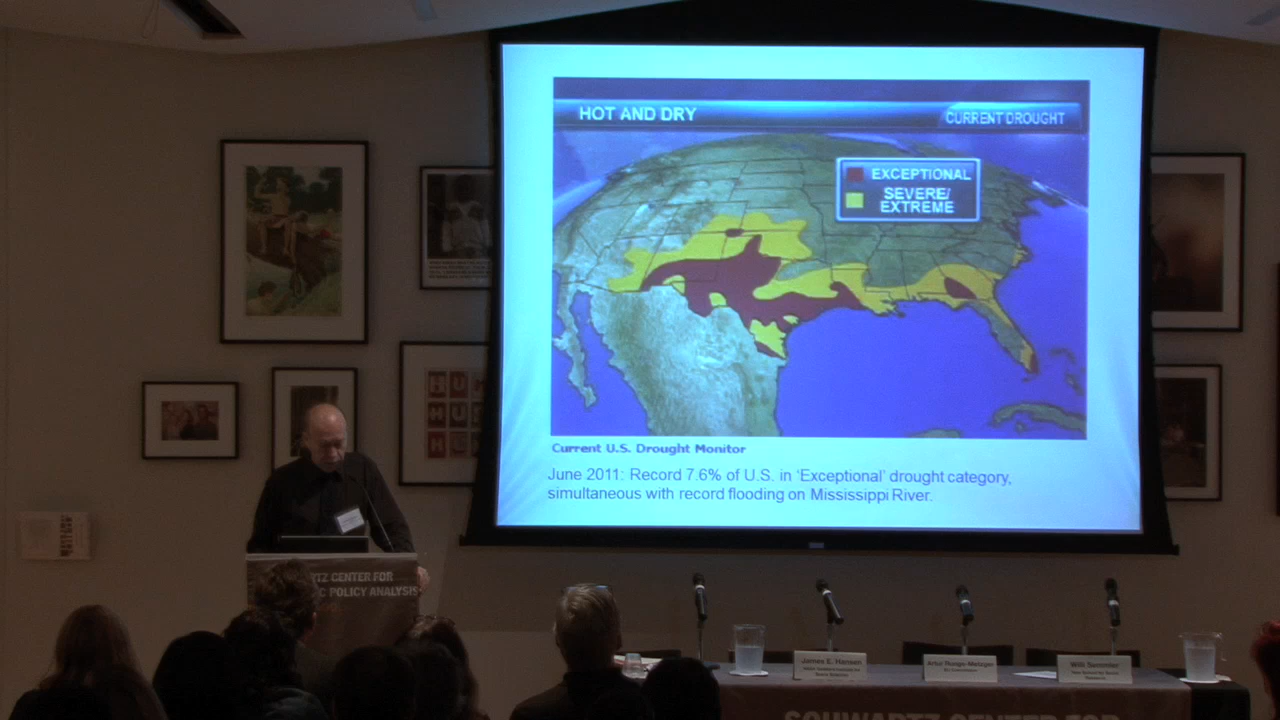 HOT AND DRY
CURRENT DROUGHT
EXCEPTIONAL
SEVERE/
EXTREME
Current U.S. Drought Monitor
June 2011: Record 7.6% of U.S. in ‘Exceptional’ drought category,
simultaneous with record flooding on Mississippi River.
TZ CENTER FOR
C POLICY ANALYSIS
James E. Hansen
Willi Semmler
SCHWARTZ CENTER FOR